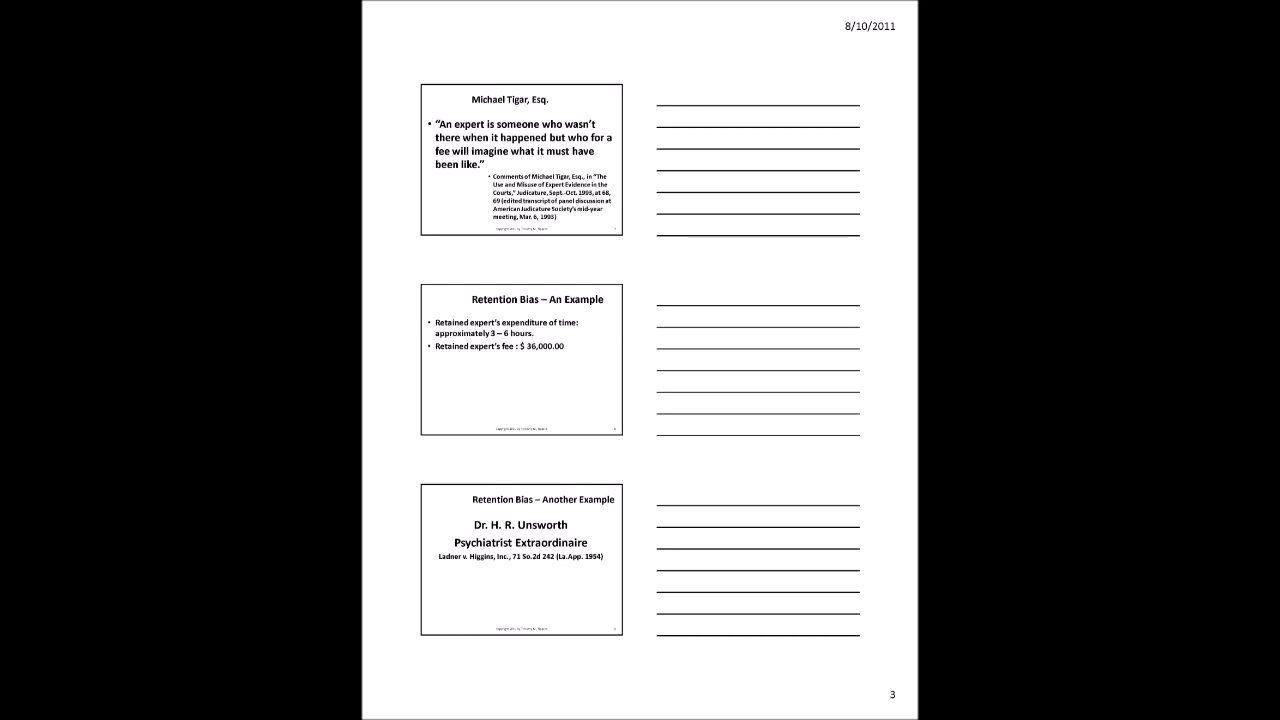 8/10/2011
Michael Tigar, Esq.
• “An expert is someone who wasn’t
there when it happened but who for a
fee will imagine what it must have
been like.”
• Comments of Michael Tigar, Esq., in “The
Use and Misuse of Expert Evidence in the
Courts,” Judicature, Sept.-Oct. 1993, at 68,
69 (edited transcript of panel discussion at
American Judicature Society’s mid-year
meeting, Mar. 6, 1993)
Retention Bias – An Example
• Retained expert’s expenditure of time:
approximately 3 – 6 hours.
• Retained expert’s fee : $ 36,000.00
Retention Bias – Another Example
Dr. H. R. Unsworth
Psychiatrist Extraordinaire
Ladner v. Higgins, Inc., 71 So.2d 242 (La.App. 1954)
3